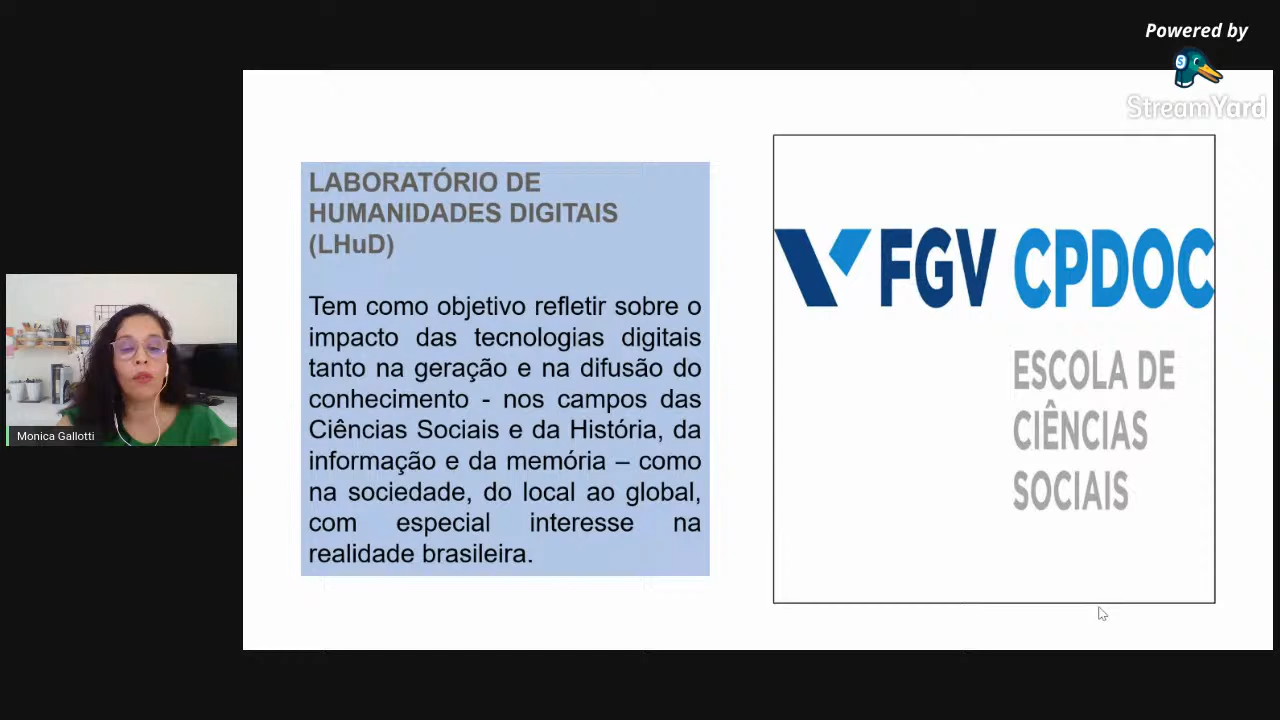 Powered by
StreamYard
LABORATÓRIO DE
HUMANIDADES DIGITAIS
(LHuD)
Tem como objetivo refletir sobre o
impacto das tecnologias digitais
tanto na geração e na difusão do
conhecimento - nos campos das
Ciências Sociais e da História, da
informação e da memória – como
na sociedade, do local ao global,
com especial interesse na
realidade brasileira.
FGV CPDOC
ESCOLA DE
CIÊNCIAS
SOCIAIS
Monica Gallotti